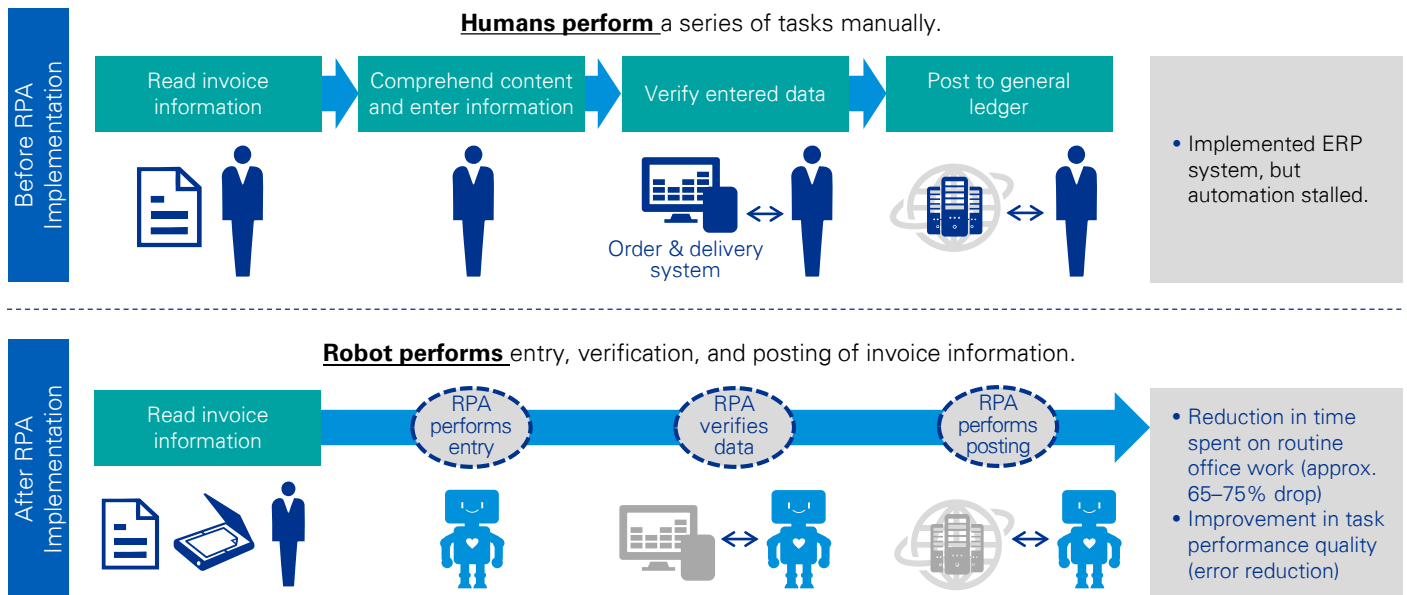 Before RPA
Implementation
Humans perform a series of tasks manually.
Read invoice
information
Comprehend content
and enter information
Verify entered data
Post to general
ledger
Order & delivery
system
• Implemented ERP
system, but
automation stalled.
After RPA
Implementation
Robot performs entry, verification, and posting of invoice information.
Read invoice
information
RPA
performs
entry
RPA
verifies
data
RPA
performs
posting
• Reduction in time
spent on routine
office work (approx.
65–75% drop)
• Improvement in task
performance quality
(error reduction)